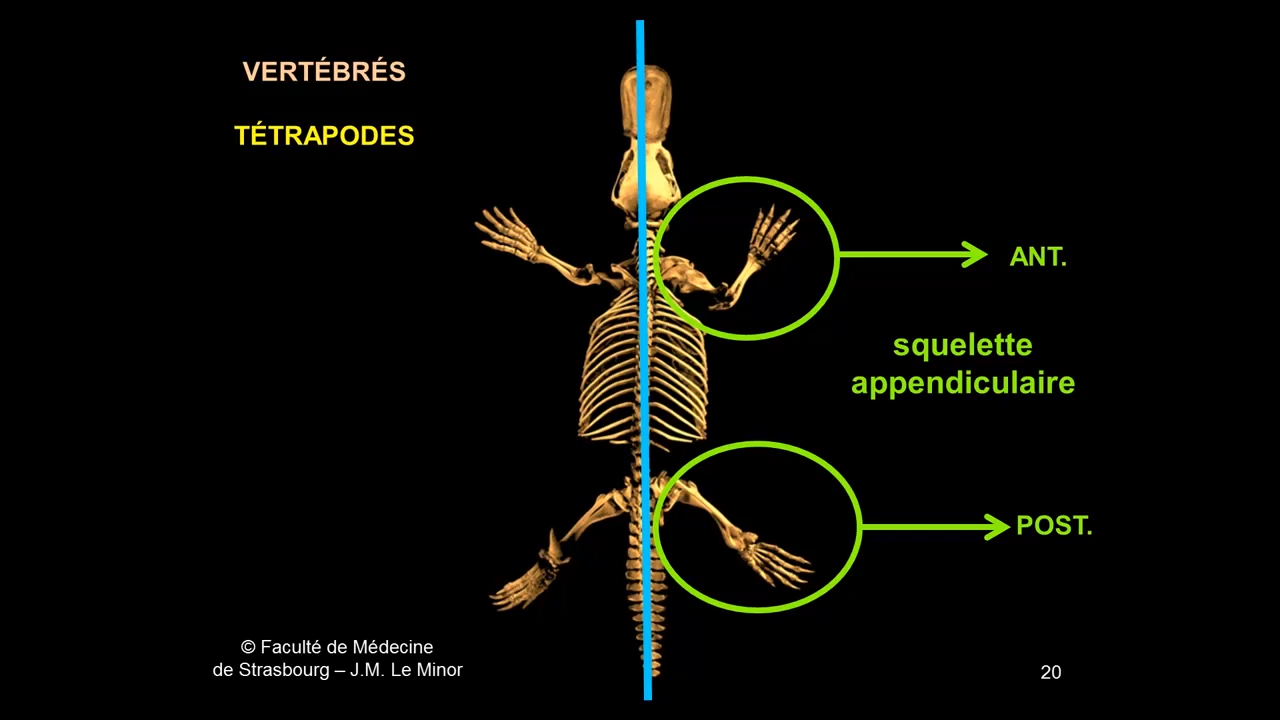 VERTÉBRÉS
TÉTRAPODES
ANT.
squelette
appendiculaire
POST.
© Faculté de Médecine
de Strasbourg – J.M. Le Minor
20